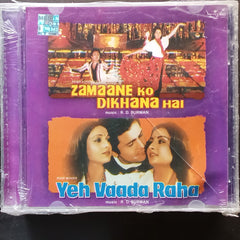 ZAMAANE KO
DIKHANA HAI
music R. D. BURMAN
Yeh Vaada Raha
music R. D. BURMAN